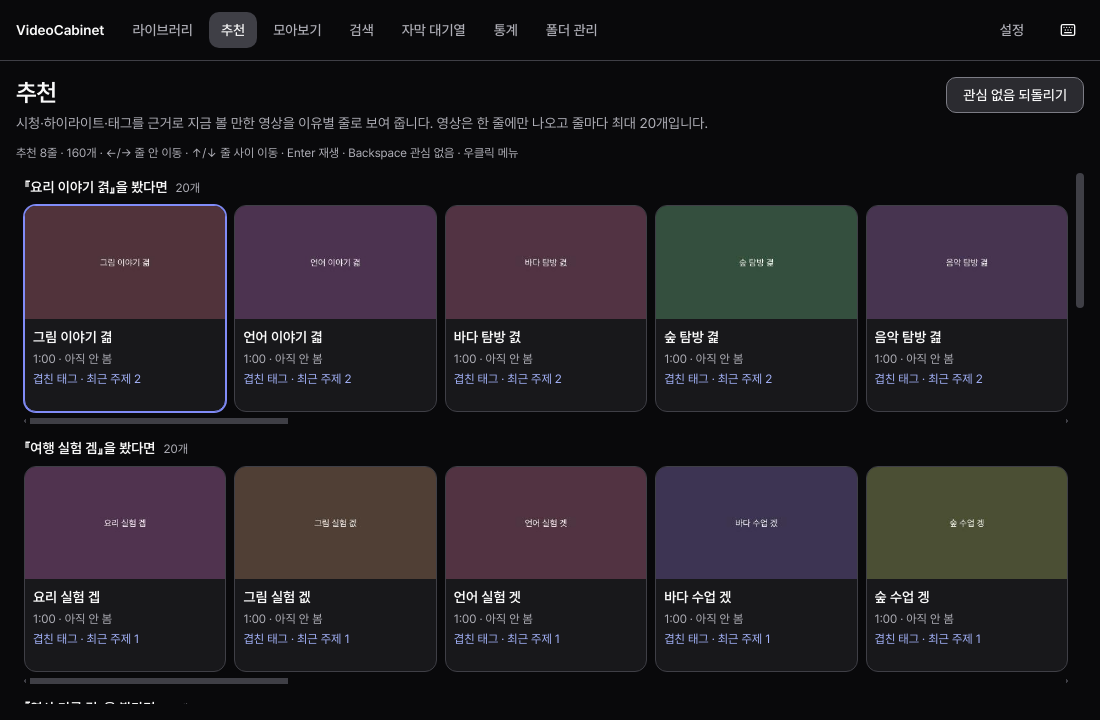 VideoCabinet 라이브러리 추천 모아보기 검색 자막 대기열 통계 폴더 관리 설정
추천
관심 없음 되돌리기
시청·하이라이트·태그를 근거로 지금 볼 만한 영상을 이유별 줄로 보여 줍니다. 영상은 한 줄에만 나오고 줄마다 최대 20개입니다.
추천 8줄 · 160개 · ←/→ 줄 안 이동 · ↑/↓ 줄 사이 이동 · Enter 재생 · Backspace 관심 없음 · 우클릭 메뉴
『요리 이야기 겱』을 봤다면 20개
그림 이야기 언어 이야기 바다 탐방 숲 탐방 음악 탐방
그림 이야기 언어 이야기 바다 탐방 숲 탐방 음악 탐방
1:00 · 아직 안 봄 1:00 · 아직 안 봄 1:00 · 아직 안 봄 1:00 · 아직 안 봄 1:00 · 아직 안 봄
겹친 태그 · 최근 주제 2 겹친 태그 · 최근 주제 2 겹친 태그 · 최근 주제 2 겹친 태그 · 최근 주제 2 겹친 태그 · 최근 주제 2
『여행 실험 겜』을 봤다면 20개
요리 실험 겝 그림 실험 겞 언어 실험 겟 바다 수업 겠 숲 수업 겡
요리 실험 겝 그림 실험 겞 언어 실험 겟 바다 수업 겠 숲 수업 겡
1:00 · 아직 안 봄 1:00 · 아직 안 봄 1:00 · 아직 안 봄 1:00 · 아직 안 봄 1:00 · 아직 안 봄
겹친 태그 · 최근 주제 1 겹친 태그 · 최근 주제 1 겹친 태그 · 최근 주제 1 겹친 태그 · 최근 주제 1 겹친 태그 · 최근 주제 1